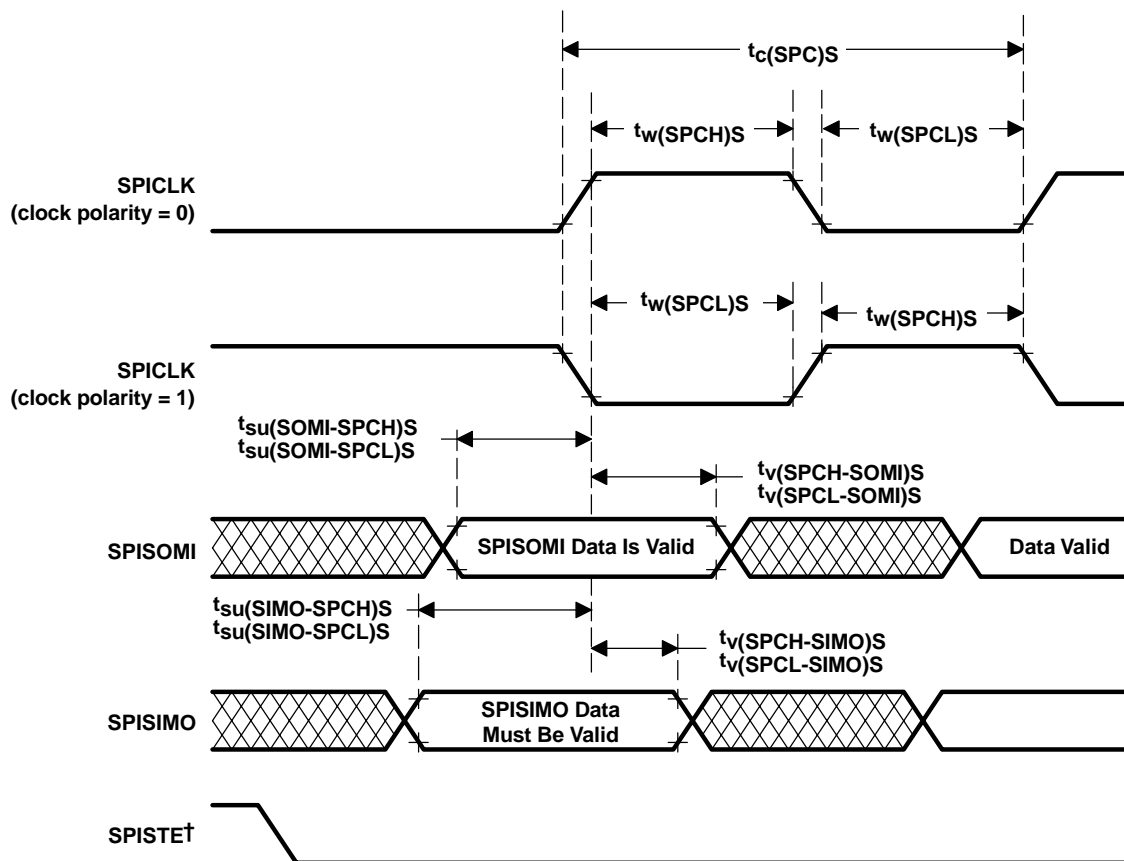 tc(SPC)S
tw(SPCH)S
tw(SPCL)S
SPICLK
(clock polarity = 0)
tw(SPCL)S
tw(SPCH)S
SPICLK
(clock polarity = 1)
tsu(SOMI-SPCH)S
tsu(SOMI-SPCL)S
tv(SPCH-SOMI)S
tv(SPCL-SOMI)S
SPISOMI
SPISOMI Data Is Valid
Data Valid
tsu(SIMO-SPCH)S
tsu(SIMO-SPCL)S
tv(SPCH-SIMO)S
tv(SPCL-SIMO)S
SPISIMO
SPISIMO Data
Must Be Valid
SPISTE†